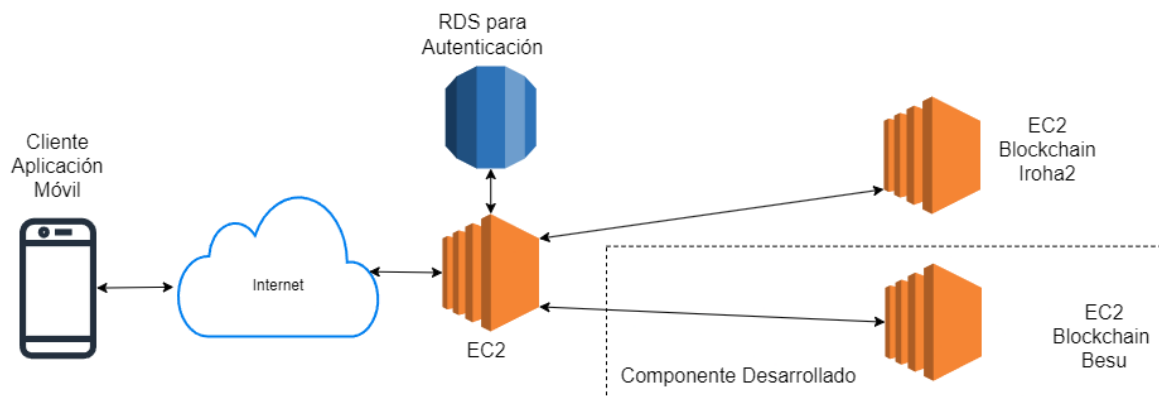 RDS para
Autenticación
Cliente
Aplicación
Móvil
EC2
Blockchain
Iroha2
Internet
EC2
EC2
Blockchain
Besu
Componente Desarrollado